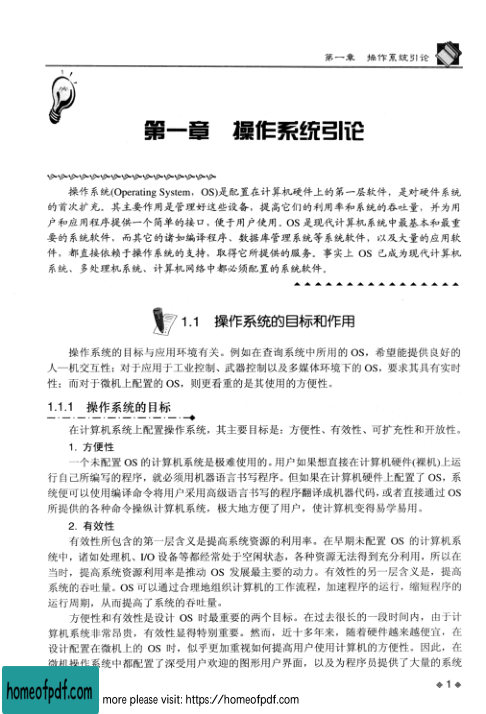 第一章 操作系统引论
第一章 操作系统引论
操作系统(Operating System，OS)是配置在计算机硬件上的第一层软件，是对硬件系统
的首次扩充。其主要作用是管理好这些设备，提高它们的利用率和系统的吞吐量，并为用
户和应用程序提供一个简单的接口，便于用户使用。OS 是现代计算机系统中最基本和最重
要的系统软件，而其它的诸如编译程序、数据库管理系统等系统软件，以及大量的应用软
件，都直接依赖于操作系统的支持，取得它所提供的服务。事实上 OS 已成为现代计算机
系统、多处理机系统、计算机网络中都必须配置的系统软件。
1.1 操作系统的目标和作用
操作系统的目标与应用环境有关。例如在查询系统中所用的 OS，希望能提供良好的
人—机交互性；对于应用于工业控制、武器控制以及多媒体环境下的 OS，要求其具有实时
性；而对于微机上配置的 OS，则更看重的是其使用的方便性。
1.1.1 操作系统的目标
在计算机系统上配置操作系统，其主要目标是：方便性、有效性、可扩充性和开放性。
1. 方便性
一个未配置 OS 的计算机系统是极难使用的。用户如果想直接在计算机硬件(裸机)上运
行自己所编写的程序，就必须用机器语言书写程序。但如果在计算机硬件上配置了 OS，系
统便可以使用编译命令将用户采用高级语言书写的程序翻译成机器代码，或者直接通过 OS
所提供的各种命令操纵计算机系统，极大地方便了用户，使计算机变得易学易用。
2. 有效性
有效性所包含的第一层含义是提高系统资源的利用率。在早期未配置 OS 的计算机系
统中，诸如处理机、I/O 设备等都经常处于空闲状态，各种资源无法得到充分利用，所以在
当时，提高系统资源利用率是推动 OS 发展最主要的动力。有效性的另一层含义是，提高
系统的吞吐量。OS 可以通过合理地组织计算机的工作流程，加速程序的运行，缩短程序的
运行周期，从而提高了系统的吞吐量。
方便性和有效性是设计 OS 时最重要的两个目标。在过去很长的一段时间内，由于计
算机系统非常昂贵，有效性显得特别重要。然而，近十多年来，随着硬件越来越便宜，在
设计配置在微机上的 OS 时，似乎更加重视如何提高用户使用计算机的方便性。因此，在
微机操作系统中都配置了深受用户欢迎的图形用户界面，以及为程序员提供了大量的系统
1
homeofpdf.com
more please visit: https://homeofpdf.com